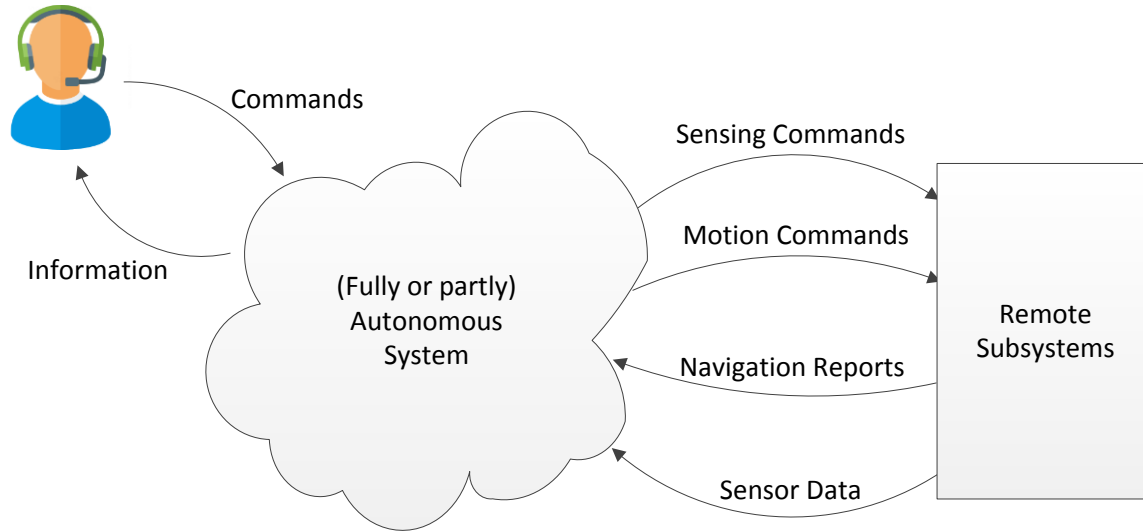 Commands
Information
(Fully or partly)
Autonomous
System
Sensing Commands
Motion Commands
Navigation Reports
Sensor Data
Remote
Subsystems